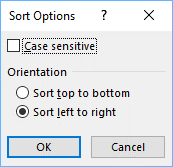 Sort Options
Case sensitive
Orientation
Sort top to bottom
Sort left to right
OK Cancel